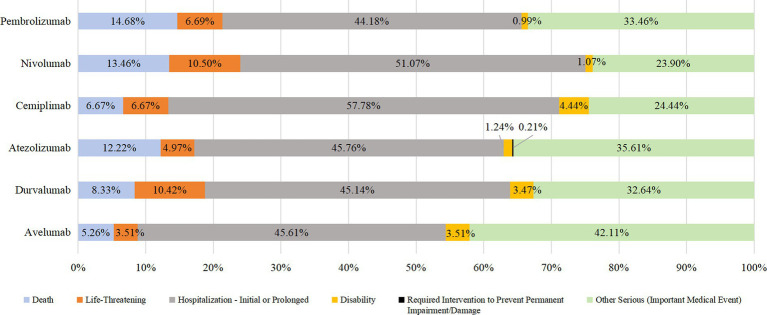 Pembrolizumab 14.68% 6.69% 44.18% 0.99% 33.46%
Nivolumab 13.46% 10.50% 51.07% 1.07% 23.90%
Cemiplimab 6.67% 6.67% 57.78% 4.44% 24.44%
1.24% 0.21%
Atezolizumab 12.22% 4.97% 45.76% 35.61%
Durvalumab 8.33% 10.42% 45.14% 3.47% 32.64%
Avelumab 5.26% 3.51% 45.61% 3.51% 42.11%
0% 10% 20% 30% 40% 50% 60% 70% 80% 90% 100%
Death Life-Threatening Hospitalization - Initial or Prolonged Disability Required Intervention to Prevent Permanent Other Serious (Important Medical Event)
Impairment/Damage